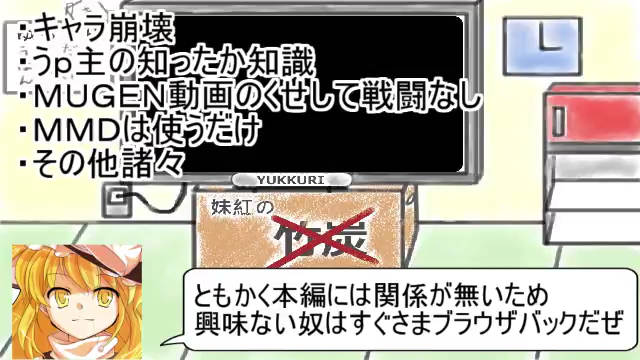 ・キャラ崩壊
・うp主の知ったか知識
・MUGEN動画のくせして戦闘なし
・MMDは使うだけ
・その他諸々
YUKKURI
妹紅の
竹炭
ともかく本編には関係が無いため
興味ない奴はすぐさまブラウザバックだぜ